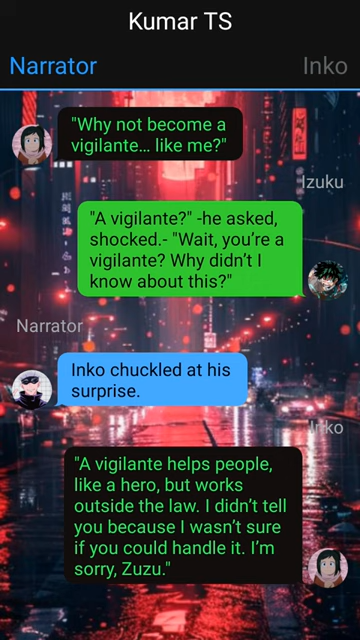 Kumar TS
Narrator
Inko
"Why not become a
vigilante... like me?"
Izuku
"A vigilante?" -he asked,
shocked.- "Wait, you’re a
vigilante? Why didn’t I
know about this?"
Narrator
Inko chuckled at his
surprise.
Inko
"A vigilante helps people,
like a hero, but works
outside the law. I didn’t tell
you because I wasn’t sure
if you could handle it. I’m
sorry, Zuzu."